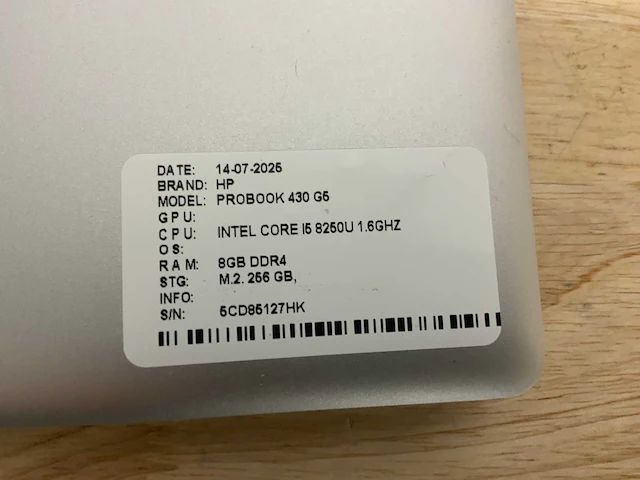 DATE: 14-07-2025
BRAND: HP
MODEL: PROBOOK 430 G5
GPU:
CPU: INTEL CORE I5 8250U 1.6GHZ
OS:
RAM: 8GB DDR4
STG: M.2. 256 GB,
INFO:
S/N: 5CD85127HK